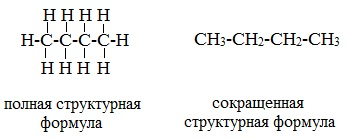 H H H H
H-C-C-C-C-H
H H H H
CH3-CH2-CH2-CH3
полная структурная
формула
сокращенная
структурная формула